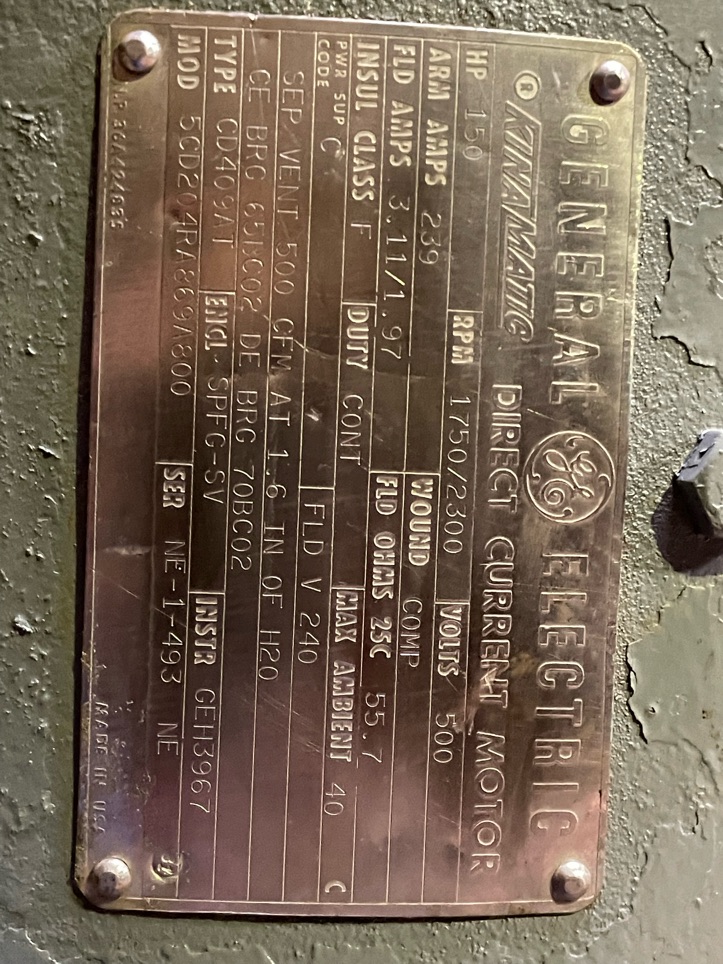 GENERAL GE ELECTRIC
® KINAMATIC DIRECT CURRENT MOTOR
HP 150 RPM 1750/2300 VOLTS 500
ARM AMPS 239 WOUND COMP
FLD AMPS 3.11/1.97 FLD OHMS 25C 55.7
INSUL CLASS F DUTY CONT MAX AMBIENT 40 C
PWR SUP CODE C FLD V 240
SEP VENT 500 CFM AT 1.6 IN OF H20
CE BRG 65BC02 DE BRG 70BC02
TYPE CD409AT ENCL SPFG-SV INSTR GEH3967
MOD 5CD204RA869A800 SER NE-1-493 NE
MADE IN USA